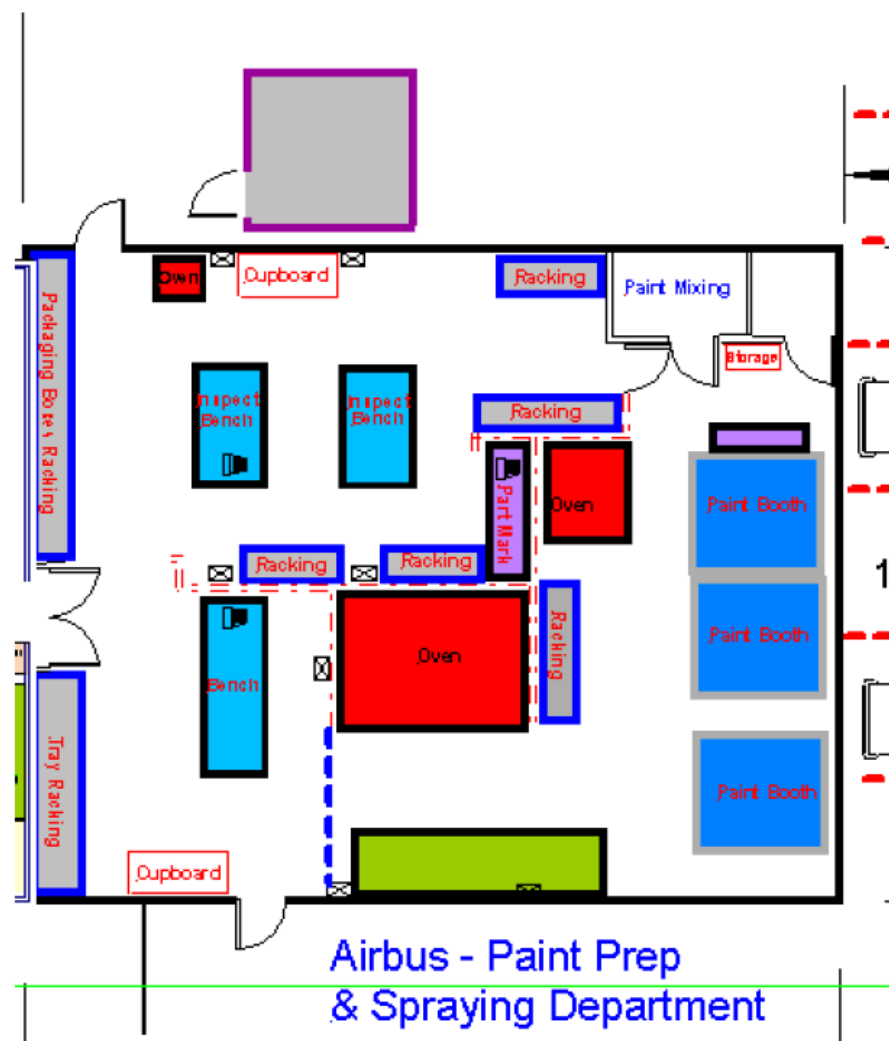 Oven
Cupboard
Racking
Paint Mixing
Storage
Packaging Boxes Racking
Inspect
Bench
Inspect
Bench
Racking
Part Mark
Oven
Paint Booth
Racking
Racking
1
Bench
Oven
Racking
Paint Booth
Tray Racking
Paint Booth
Cupboard
Airbus - Paint Prep
& Spraying Department